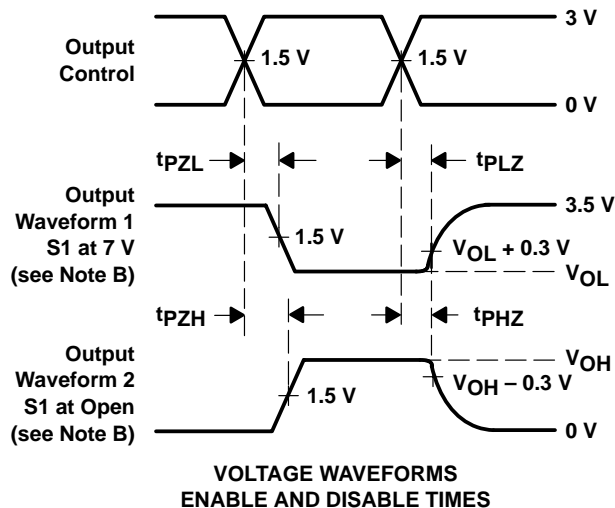 3 V
Output
Control
1.5 V
1.5 V
0 V
tPZL
tPLZ
Output
Waveform 1
S1 at 7 V
(see Note B)
3.5 V
1.5 V
VOL + 0.3 V
VOL
tPZH
tPHZ
Output
Waveform 2
S1 at Open
(see Note B)
VOH
VOH – 0.3 V
1.5 V
0 V
VOLTAGE WAVEFORMS
ENABLE AND DISABLE TIMES